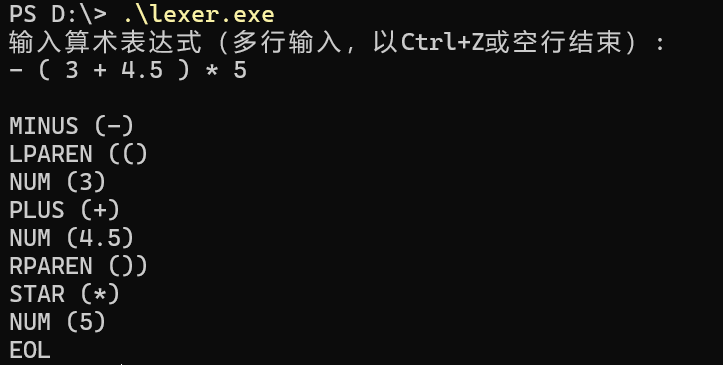 PS D:\> .\lexer.exe
输入算术表达式（多行输入，以Ctrl+Z或空行结束）:
- ( 3 + 4.5 ) * 5
MINUS (-)
LPAREN (()
NUM (3)
PLUS (+)
NUM (4.5)
RPAREN ())
STAR (*)
NUM (5)
EOL